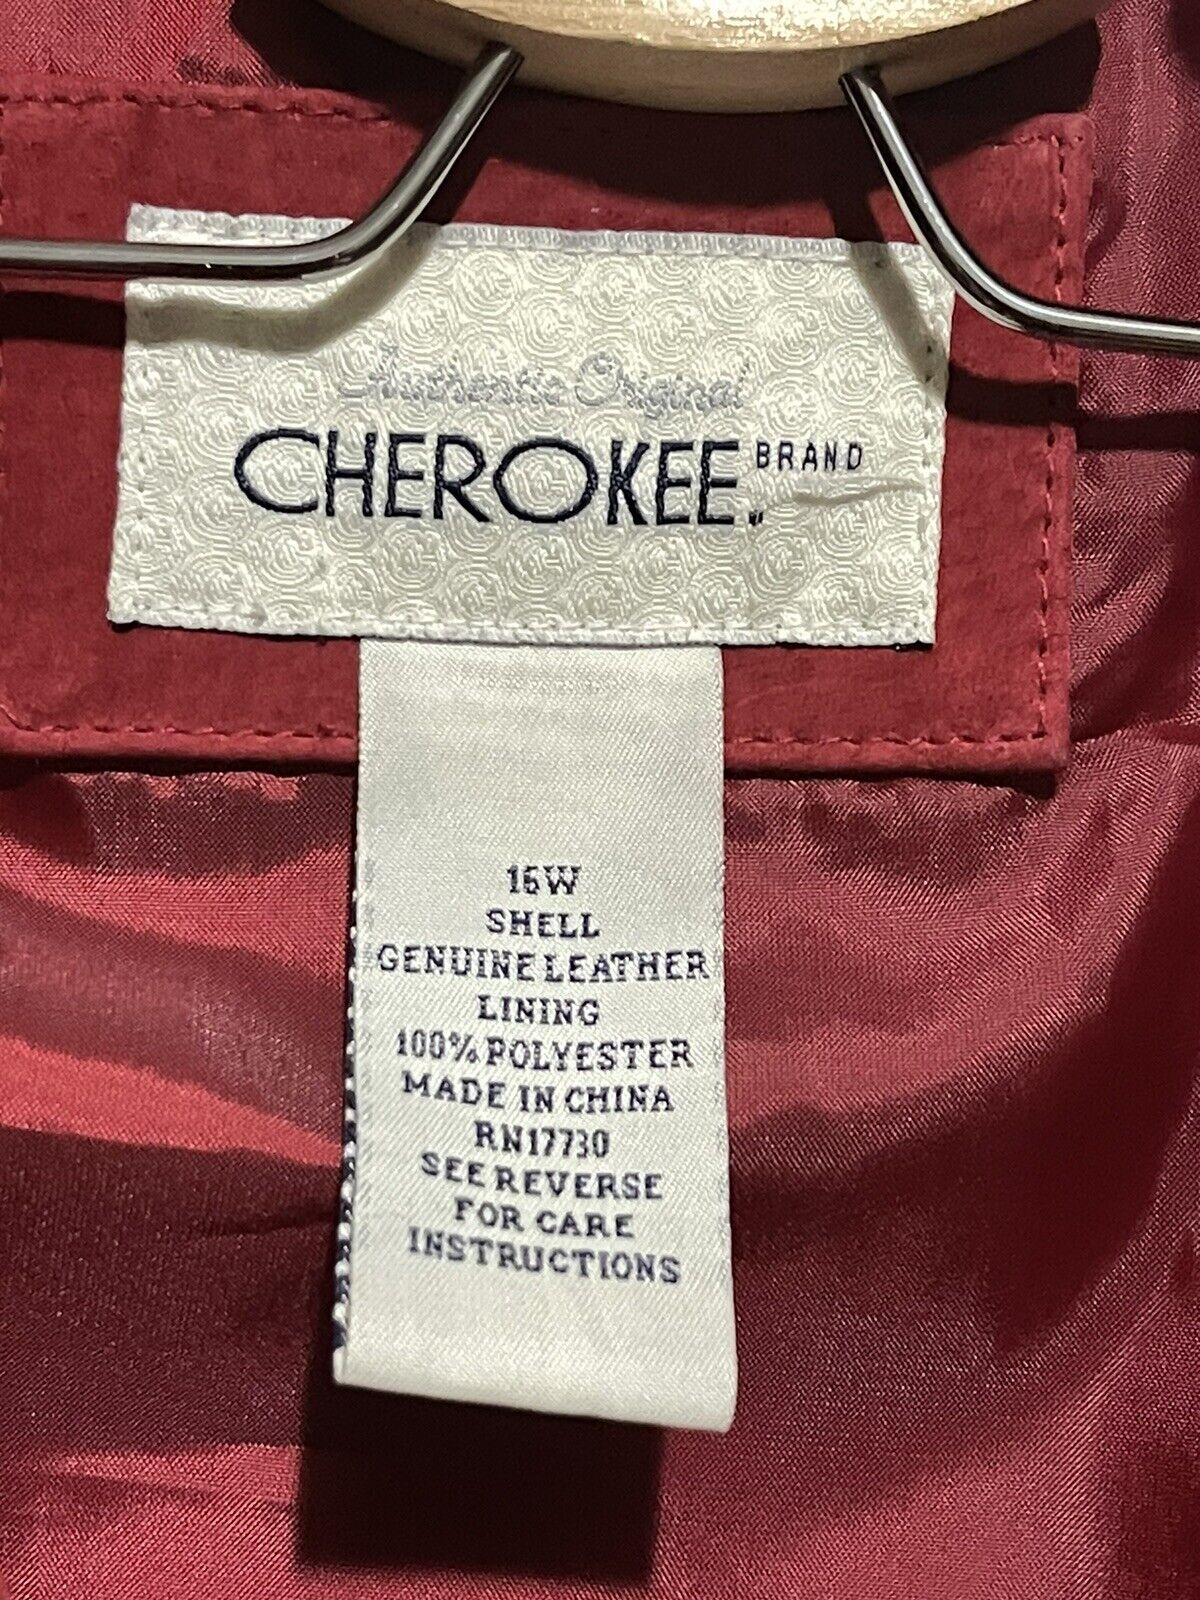 Authentic Original
CHEROKEE BRAND
16W
SHELL
GENUINE LEATHER
LINING
100% POLYESTER
MADE IN CHINA
RN17730
SEE REVERSE
FOR CARE
INSTRUCTIONS